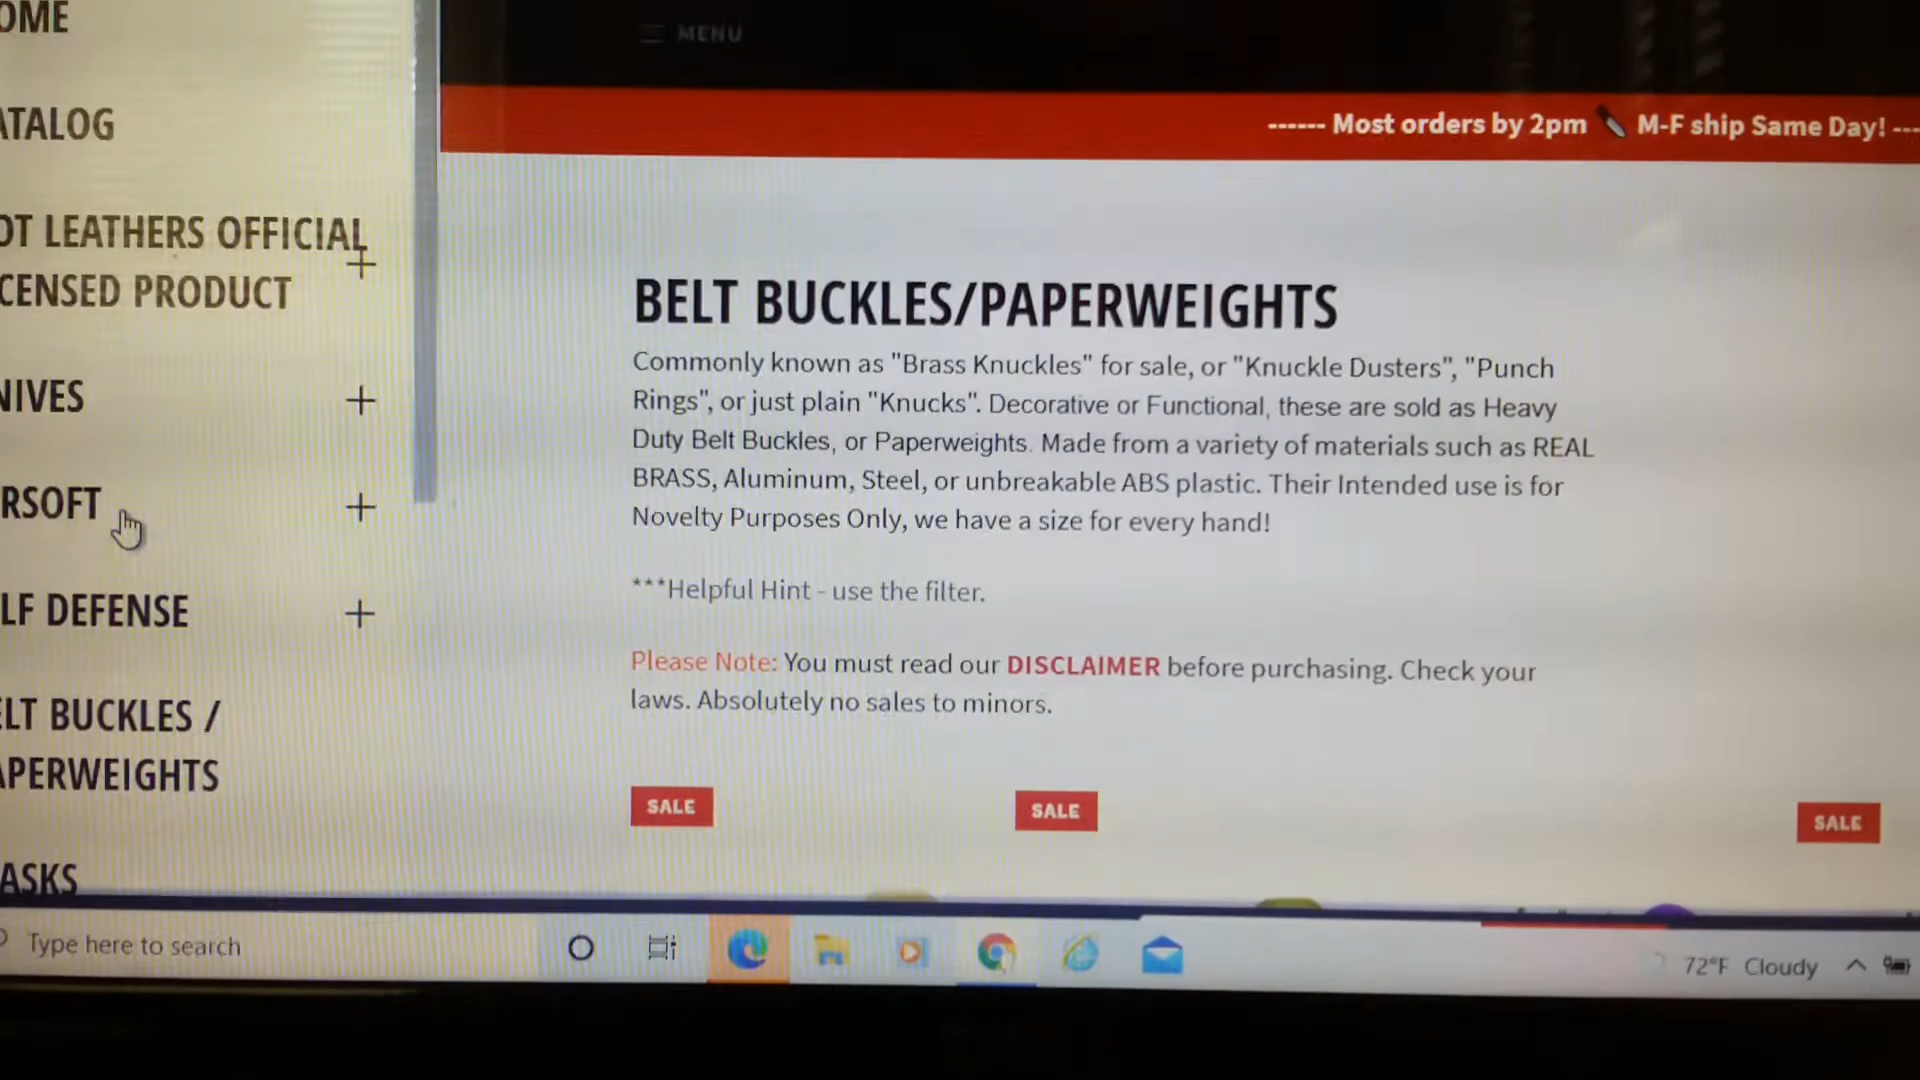 OME
MENU
ATALOG
------ Most orders by 2pm M-F ship Same Day! ---
OT LEATHERS OFFICIAL
CENSED PRODUCT
NIVES
RSOFT
LF DEFENSE
ELT BUCKLES /
APERWEIGHTS
ASKS
BELT BUCKLES/PAPERWEIGHTS
Commonly known as "Brass Knuckles" for sale, or "Knuckle Dusters", "Punch
Rings", or just plain "Knucks". Decorative or Functional, these are sold as Heavy
Duty Belt Buckles, or Paperweights. Made from a variety of materials such as REAL
BRASS, Aluminum, Steel, or unbreakable ABS plastic. Their Intended use is for
Novelty Purposes Only, we have a size for every hand!
***Helpful Hint - use the filter.
Please Note: You must read our DISCLAIMER before purchasing. Check your
laws. Absolutely no sales to minors.
SALE
SALE
SALE
Type here to search
72°F Cloudy